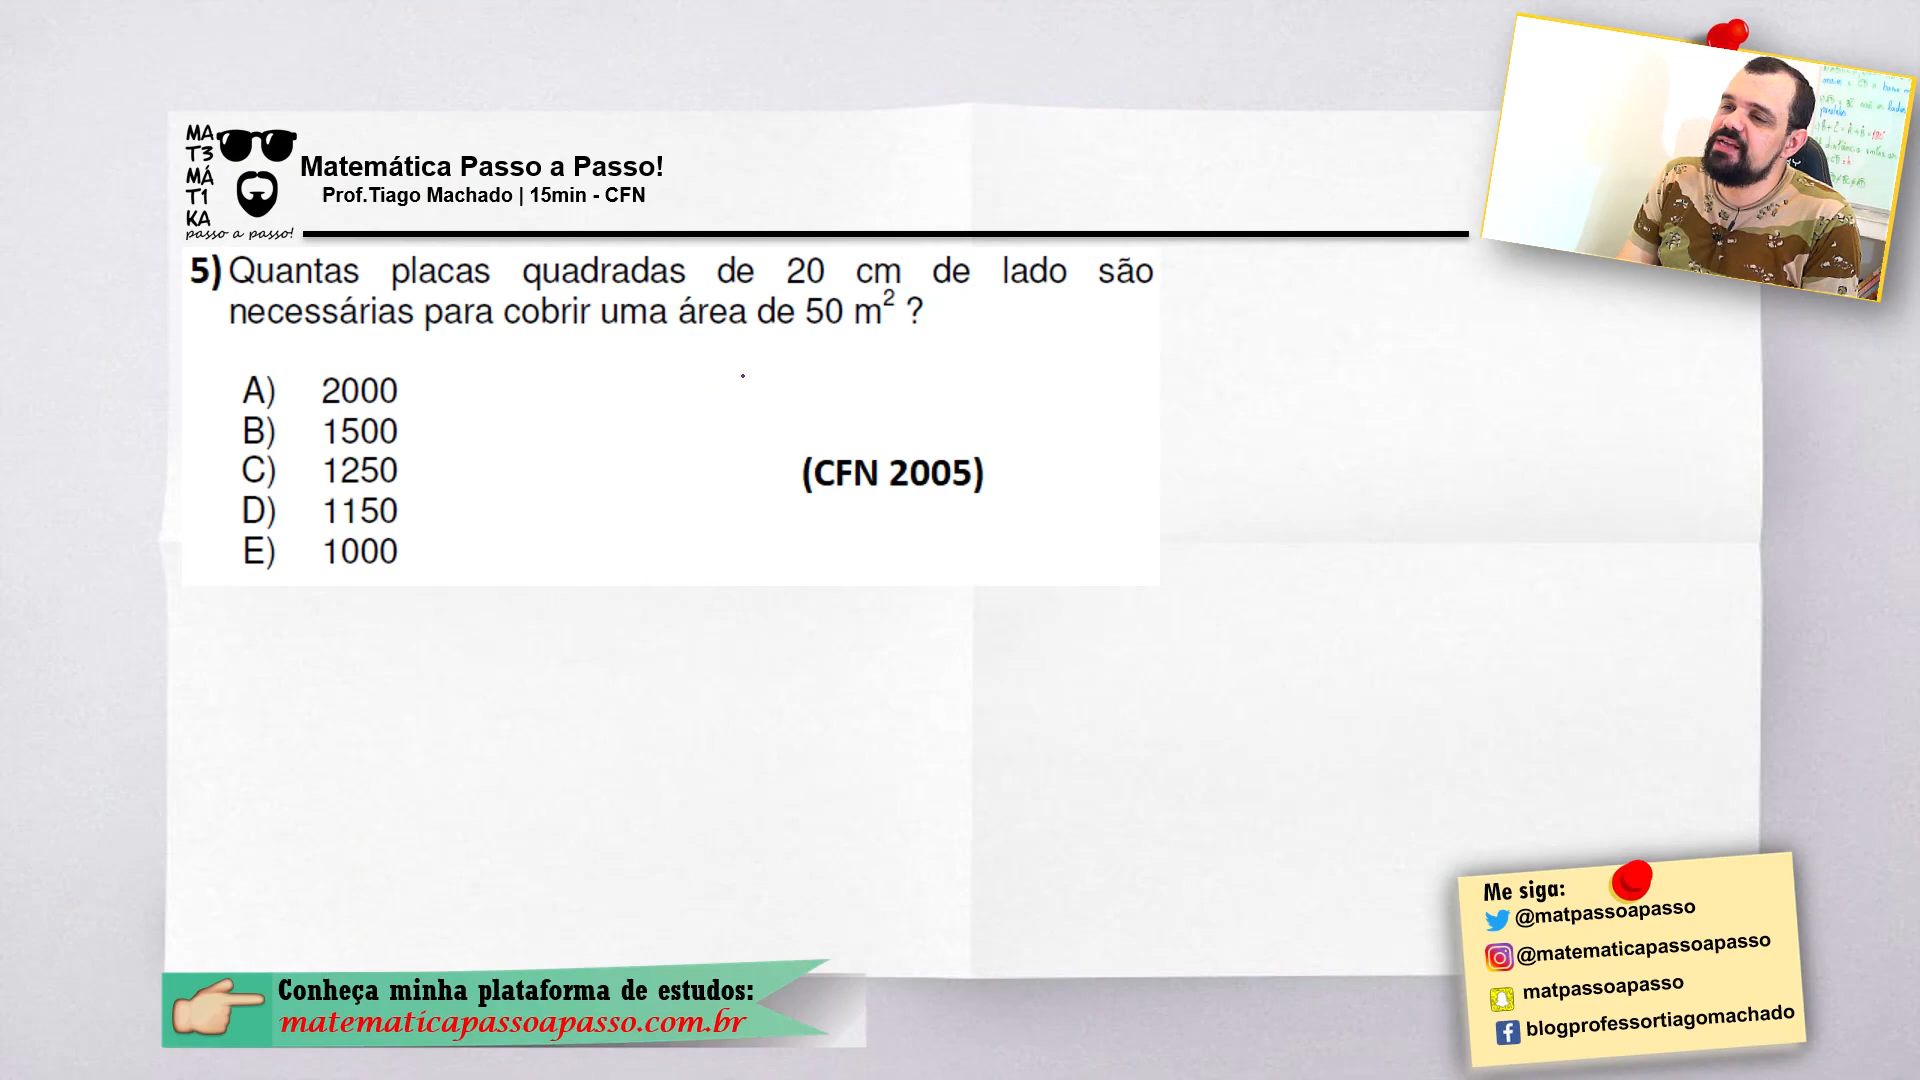 MA
T3
MÁ
T1
KA
passo a passo!
Matemática Passo a Passo!
Prof.Tiago Machado | 15min - CFN
5) Quantas placas quadradas de 20 cm de lado são
necessárias para cobrir uma área de 50 m² ?
A) 2000
B) 1500
C) 1250
D) 1150
E) 1000
(CFN 2005)
Conheça minha plataforma de estudos:
matematicapassoapasso.com.br
Me siga:
@matpassoapasso
@matematicapassoapasso
matpassoapasso
blogprofessortiagomachado